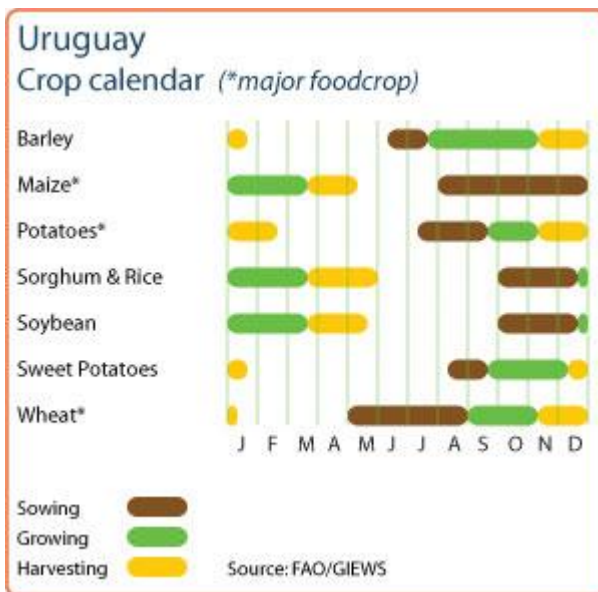 Uruguay
Crop calendar (*major foodcrop)
Barley
Maize*
Potatoes*
Sorghum & Rice
Soybean
Sweet Potatoes
Wheat*
J F M A M J J A S O N D
Sowing
Growing
Harvesting
Source: FAO/GIEWS